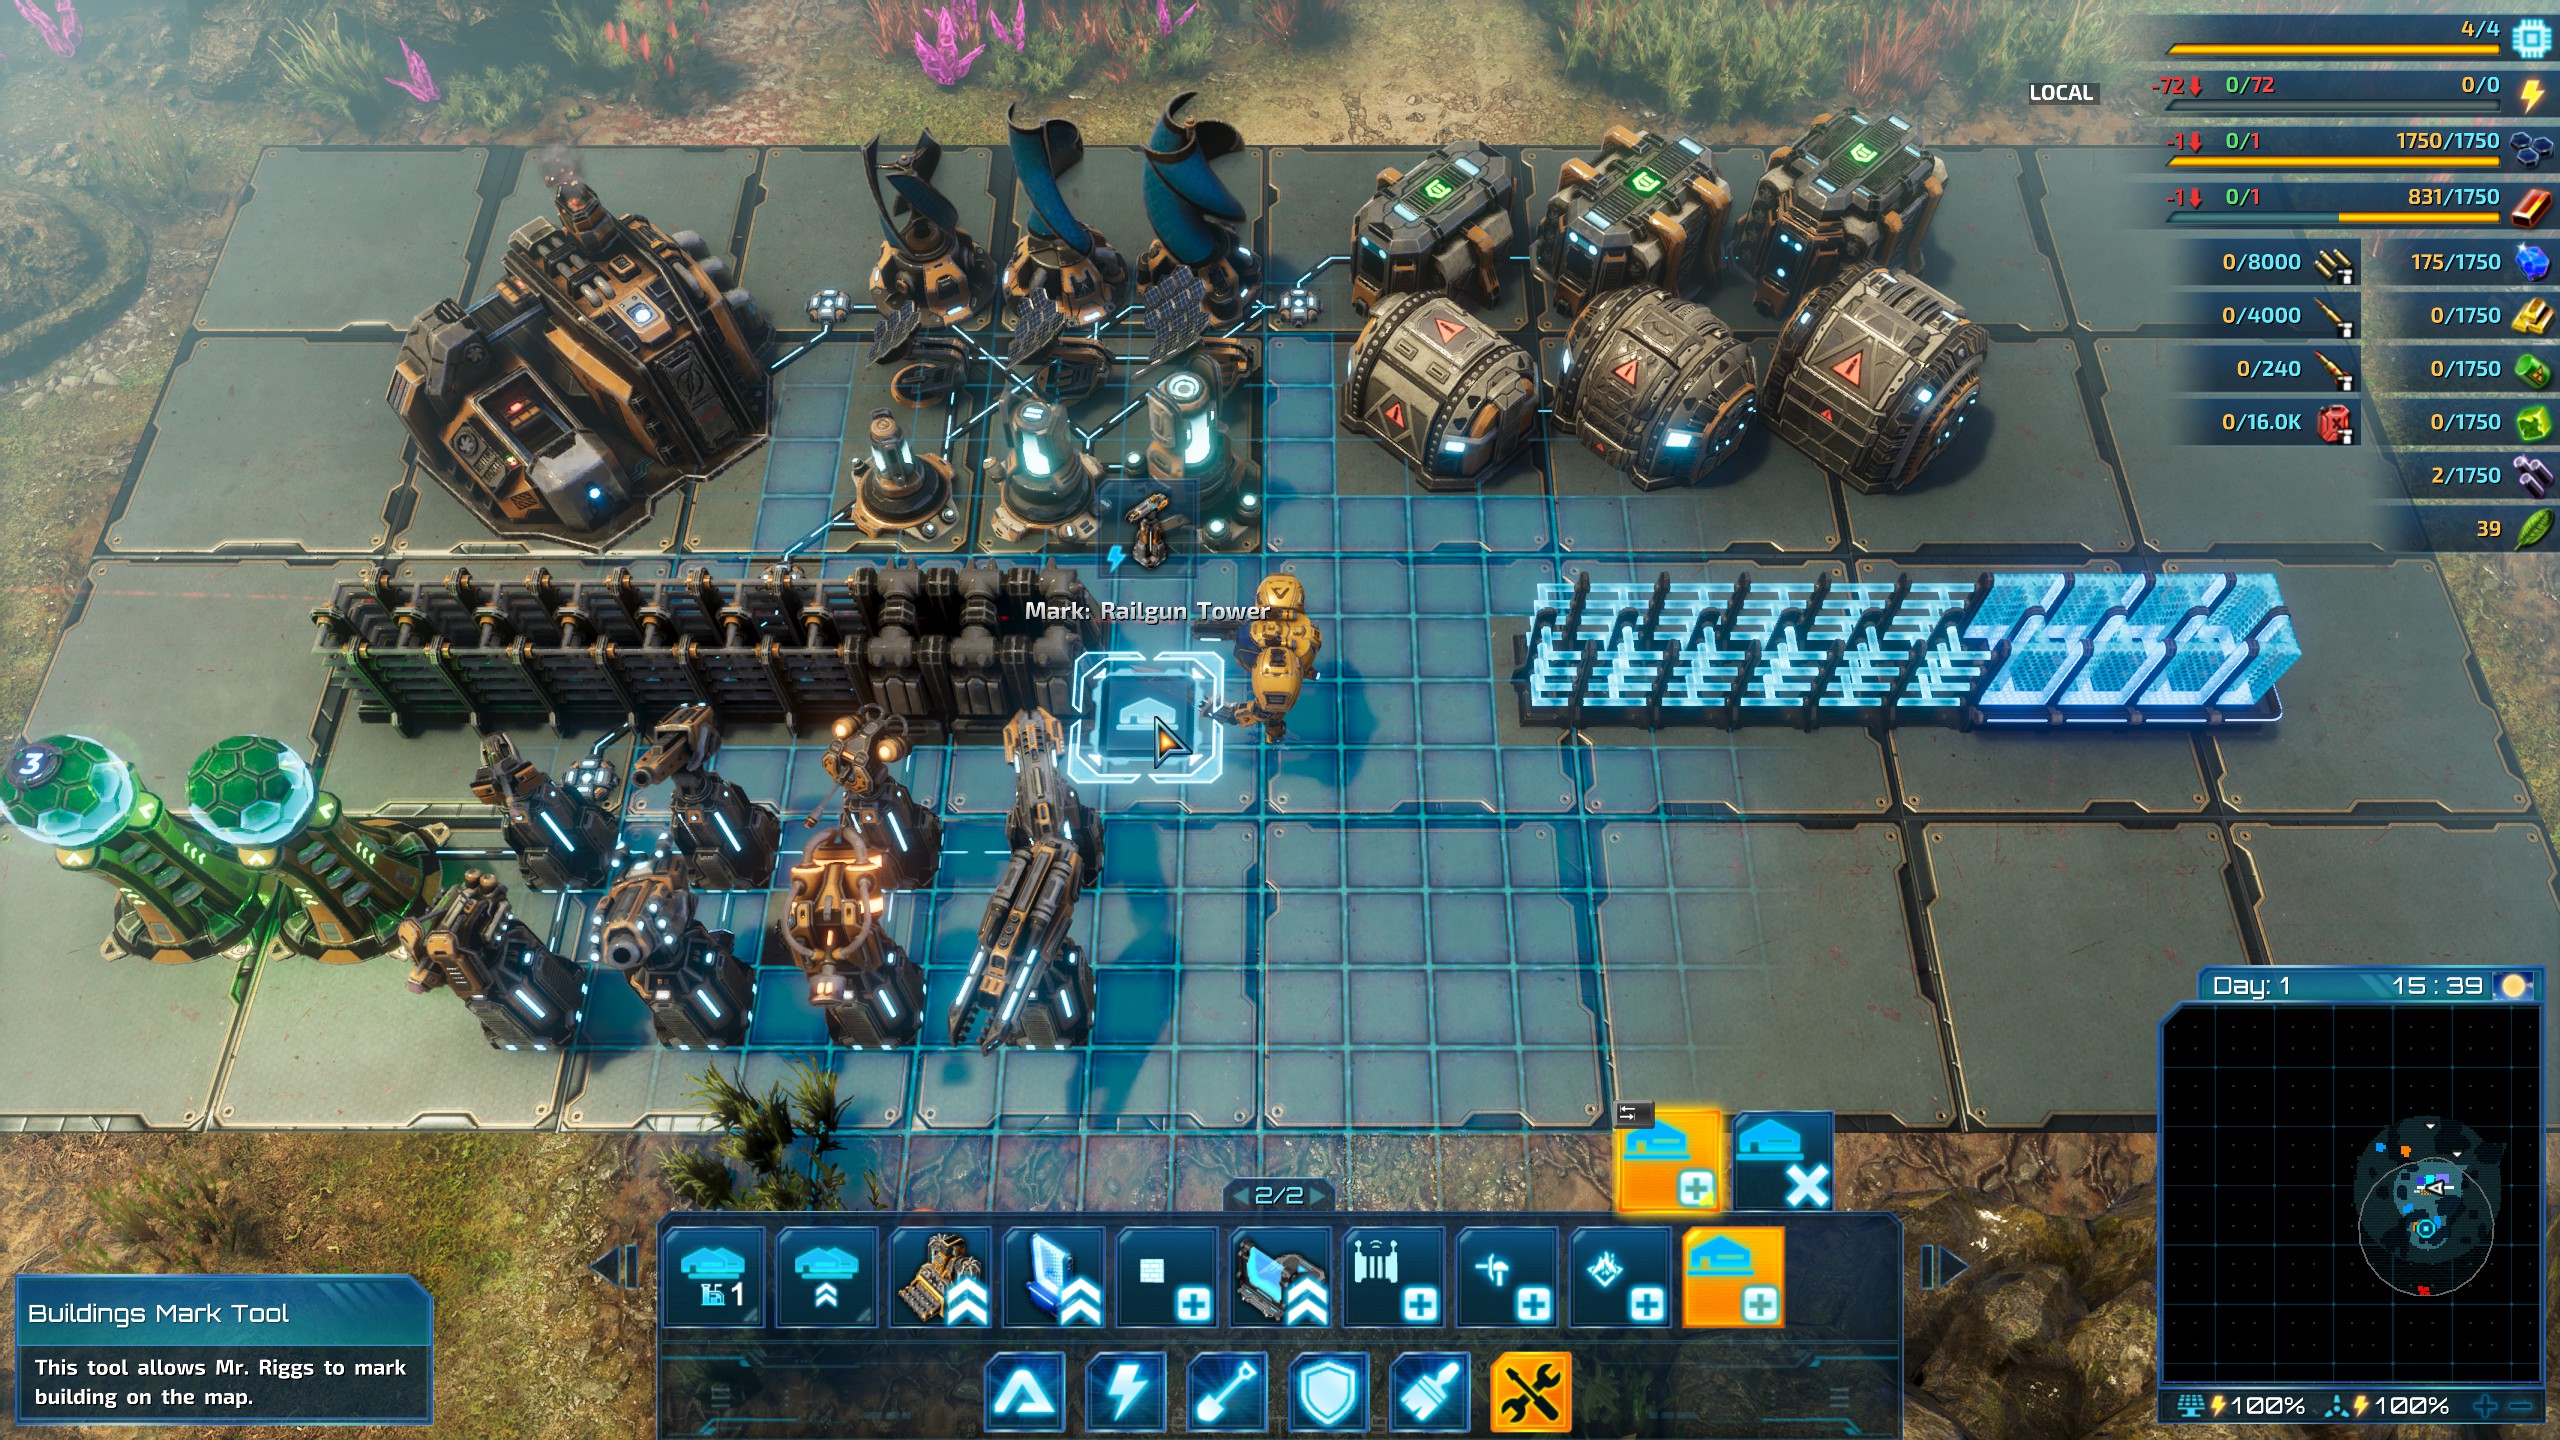 4/4
LOCAL
-72 0/72 0/0
-1 0/1 1750/1750
-1 0/1 831/1750
0/8000 175/1750
0/4000 0/1750
0/240 0/1750
0/16.0K 0/1750
2/1750
39
Mark: Railgun Tower
3
Day: 1 15:39
2/2
1
Buildings Mark Tool
This tool allows Mr. Riggs to mark
building on the map.
100% 100%